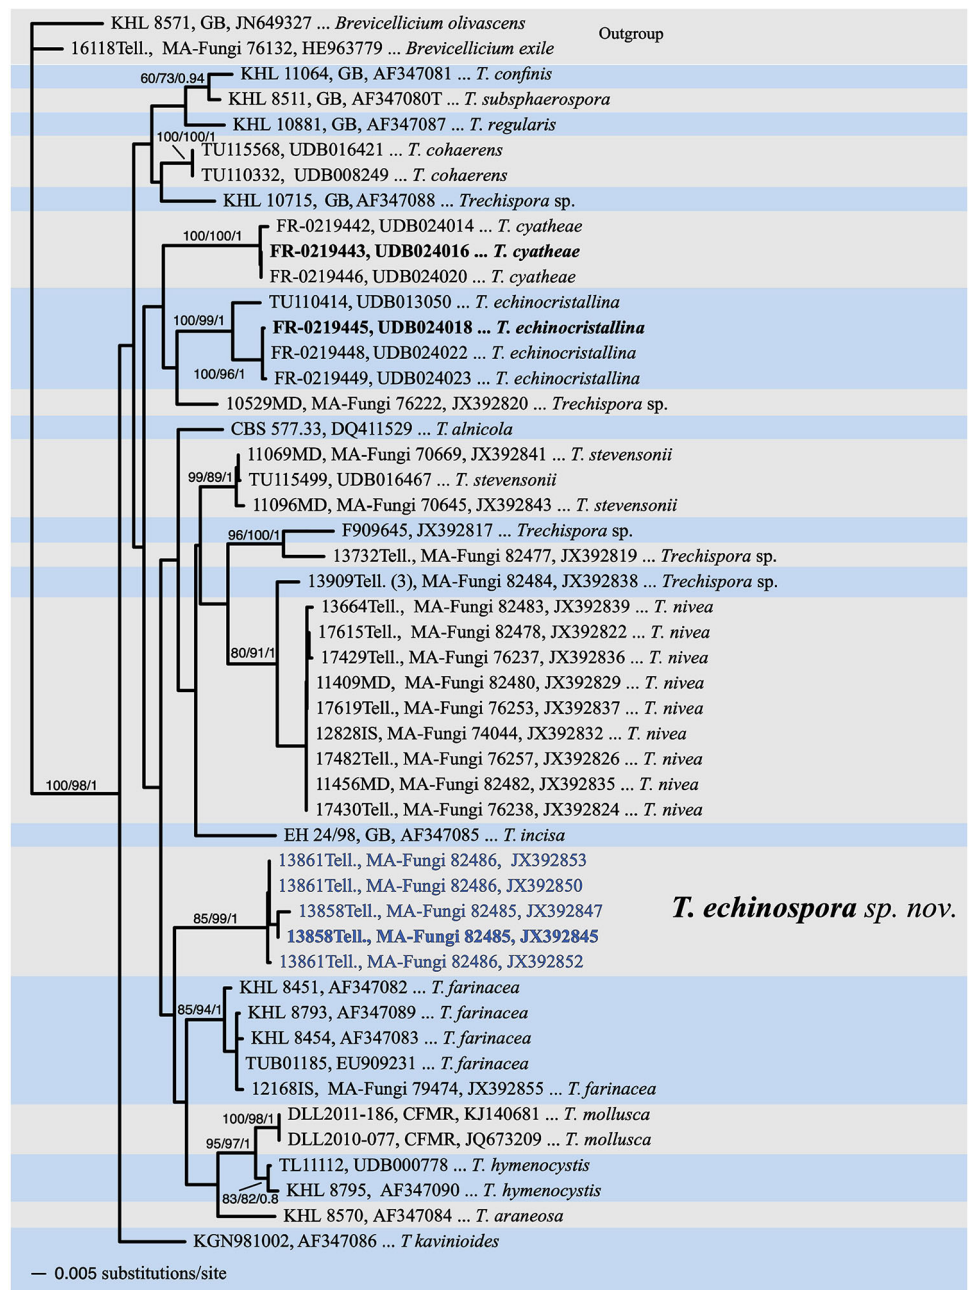 KHL 8571, GB, JN649327 ... Brevicellicium olivascens
Outgroup
16118Tell., MA-Fungi 76132, HE963779 ... Brevicellicium exile
60/73/0.94
KHL 11064, GB, AF347081 ... T. confinis
KHL 8511, GB, AF347080T ... T. subsphaerospora
KHL 10881, GB, AF347087 ... T. regularis
100/100/1
TU115568, UDB016421 ... T. cohaerens
TU110332, UDB008249 ... T. cohaerens
KHL 10715, GB, AF347088 ... Trechispora sp.
FR-0219442, UDB024014 ... T. cyatheae
100/100/1
FR-0219443, UDB024016 ... T. cyatheae
FR-0219446, UDB024020 ... T. cyatheae
TU110414, UDB013050 ... T. echinocristallina
100/99/1
FR-0219445, UDB024018 ... T. echinocristallina
FR-0219448, UDB024022 ... T. echinocristallina
100/96/1
FR-0219449, UDB024023 ... T. echinocristallina
10529MD, MA-Fungi 76222, JX392820 ... Trechispora sp.
CBS 577.33, DQ411529 ... T. alnicola
11069MD, MA-Fungi 70669, JX392841 ... T. stevensonii
99/89/1
TU115499, UDB016467 ... T. stevensonii
11096MD, MA-Fungi 70645, JX392843 ... T. stevensonii
96/100/1
F909645, JX392817 ... Trechispora sp.
13732Tell., MA-Fungi 82477, JX392819 ... Trechispora sp.
13909Tell. (3), MA-Fungi 82484, JX392838 ... Trechispora sp.
13664Tell., MA-Fungi 82483, JX392839 ... T. nivea
17615Tell., MA-Fungi 82478, JX392822 ... T. nivea
80/91/1
17429Tell., MA-Fungi 76237, JX392836 ... T. nivea
11409MD, MA-Fungi 82480, JX392829 ... T. nivea
17619Tell., MA-Fungi 76253, JX392837 ... T. nivea
12828IS, MA-Fungi 74044, JX392832 ... T. nivea
17482Tell., MA-Fungi 76257, JX392826 ... T. nivea
100/98/1
11456MD, MA-Fungi 82482, JX392835 ... T. nivea
17430Tell., MA-Fungi 76238, JX392824 ... T. nivea
EH 24/98, GB, AF347085 ... T. incisa
13861Tell., MA-Fungi 82486, JX392853
13861Tell., MA-Fungi 82486, JX392850
85/99/1
13858Tell., MA-Fungi 82485, JX392847
T. echinospora sp. nov.
13858Tell., MA-Fungi 82485, JX392845
13861Tell., MA-Fungi 82486, JX392852
KHL 8451, AF347082 ... T. farinacea
85/94/1
KHL 8793, AF347089 ... T. farinacea
KHL 8454, AF347083 ... T. farinacea
TUB01185, EU909231 ... T. farinacea
12168IS, MA-Fungi 79474, JX392855 ... T. farinacea
100/98/1
DLL2011-186, CFMR, KJ140681 ... T. mollusca
95/97/1
DLL2010-077, CFMR, JQ673209 ... T. mollusca
TL11112, UDB000778 ... T. hymenocystis
83/82/0.8
KHL 8795, AF347090 ... T. hymenocystis
KHL 8570, AF347084 ... T. araneosa
KGN981002, AF347086 ... T kavinioides
0.005 substitutions/site